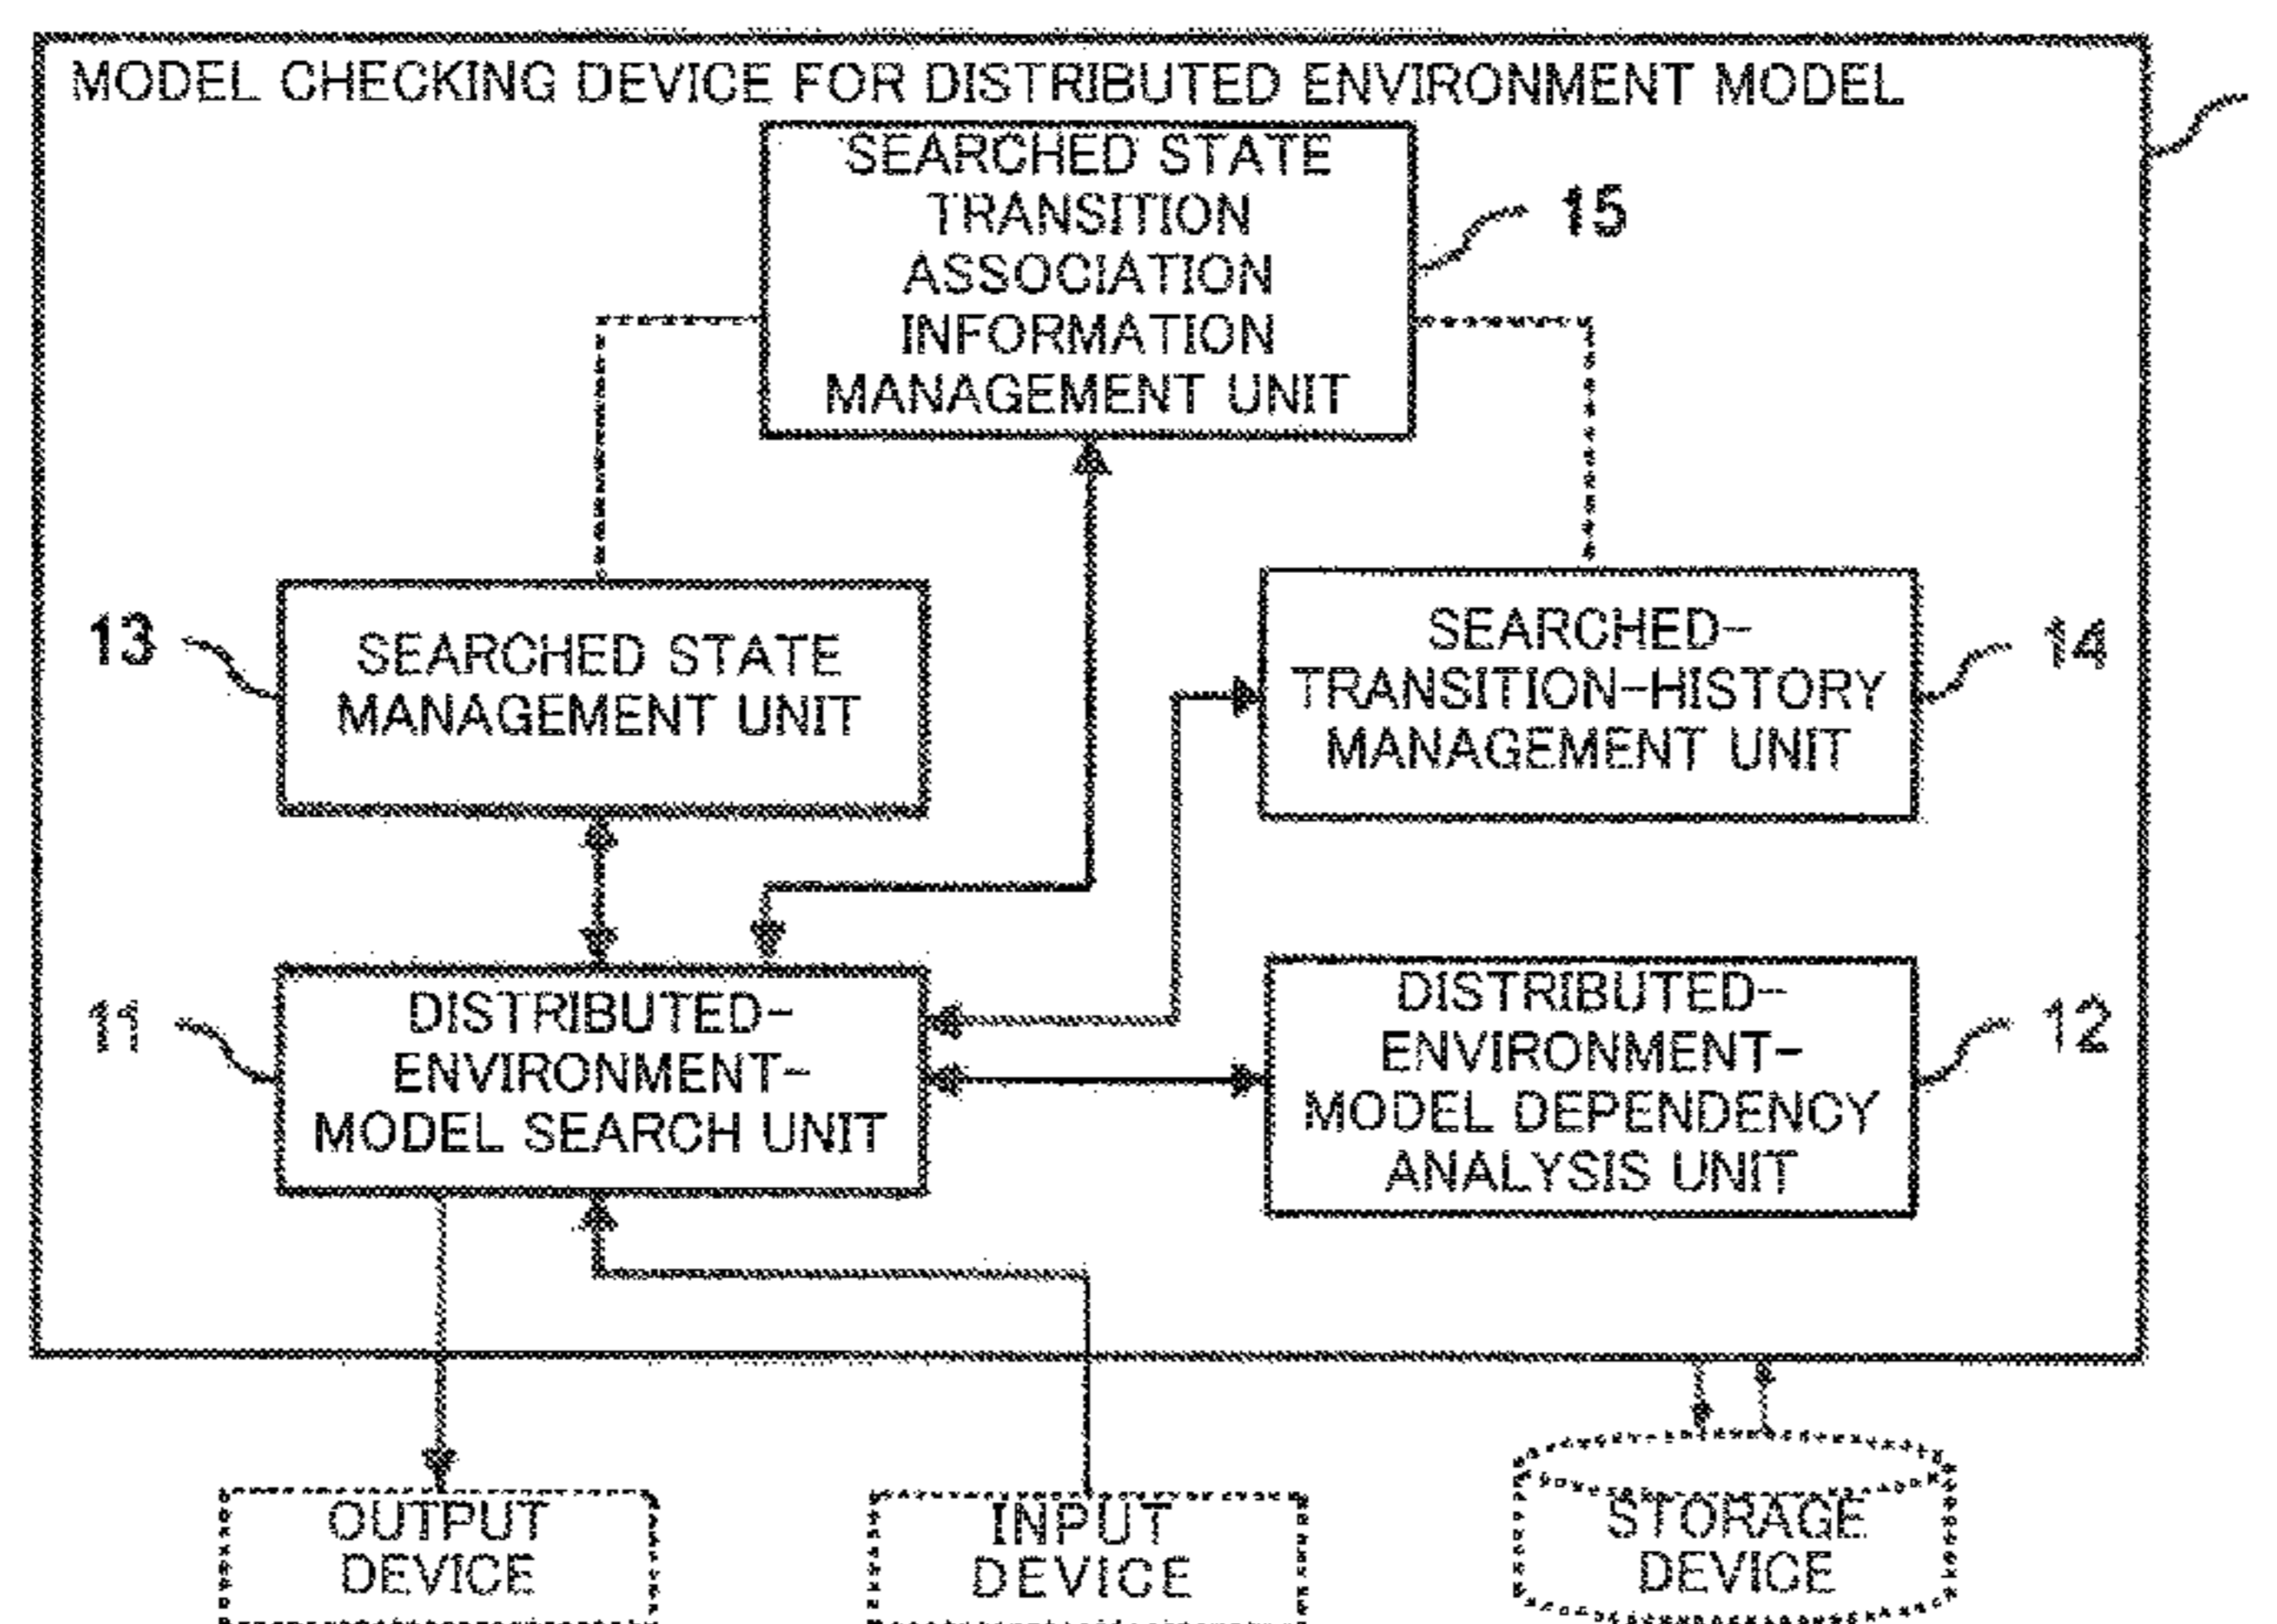 MODEL CHECKING DEVICE FOR DISTRIBUTED ENVIRONMENT MODEL
SEARCHED STATE
TRANSITION
ASSOCIATION
INFORMATION
MANAGEMENT UNIT
15
13
SEARCHED STATE
MANAGEMENT UNIT
SEARCHED-
TRANSITION-HISTORY
MANAGEMENT UNIT
14
11
DISTRIBUTED-
ENVIRONMENT-
MODEL SEARCH UNIT
DISTRIBUTED-
ENVIRONMENT-
MODEL DEPENDENCY
ANALYSIS UNIT
12
OUTPUT
DEVICE
INPUT
DEVICE
STORAGE
DEVICE